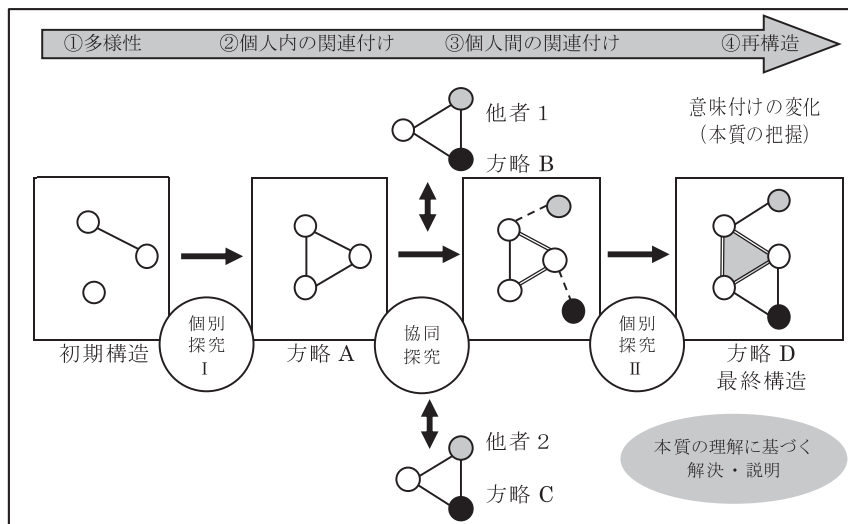 ①多様性 ②個人内の関連付け ③個人間の関連付け ④再構造
他者 1
方略 B
意味付けの変化
(本質の把握)
初期構造
個別
探究
I
方略 A
協同
探究
個別
探究
II
方略 D
最終構造
他者 2
方略 C
本質の理解に基づく
解決・説明